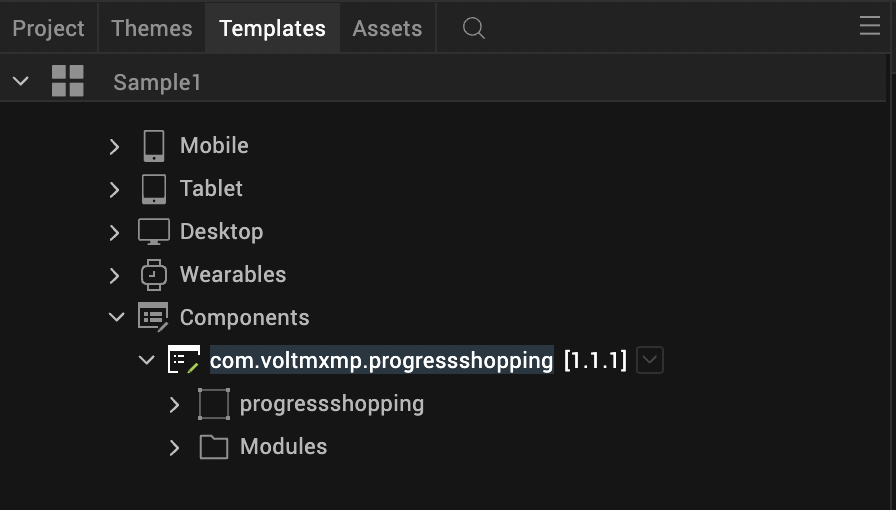 Project Themes Templates Assets
Sample1
Mobile
Tablet
Desktop
Wearables
Components
com.voltmxmp.progressshopping [1.1.1]
progressshopping
Modules